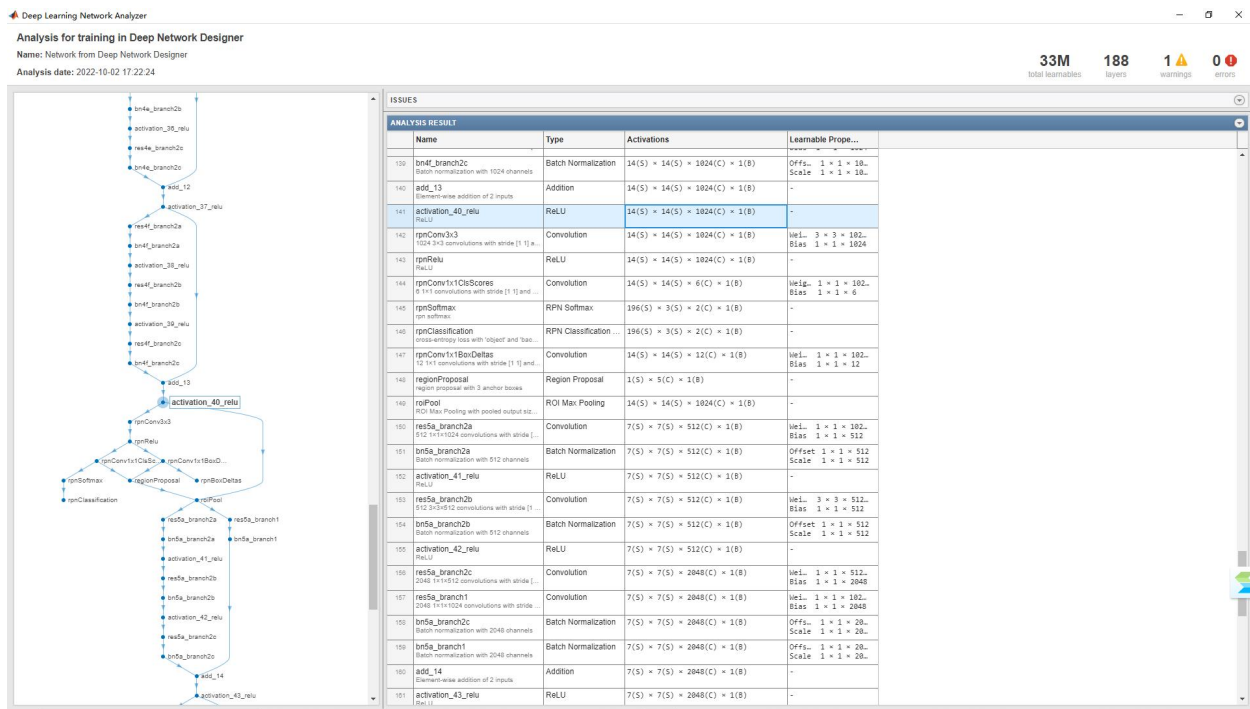 Deep Learning Network Analyzer
Analysis for training in Deep Network Designer
Name: Network from Deep Network Designer
Analysis date: 2022-10-02 17:22:24
33M
total learnables
188
layers
1
warnings
0
errors
bn4e_branch2b
activation_36_relu
res4e_branch2c
bn4e_branch2c
add_12
activation_37_relu
res4f_branch2a
bn4f_branch2a
activation_38_relu
res4f_branch2b
bn4f_branch2b
activation_39_relu
res4f_branch2c
bn4f_branch2c
add_13
activation_40_relu
rpnConv3x3
rpnRelu
rpnConv1x1ClsSc... rpnConv1x1BoxD...
rpnSoftmax regionProposal rpnBoxDeltas
rpnClassification roiPool
res5a_branch2a res5a_branch1
bn5a_branch2a bn5a_branch1
activation_41_relu
res5a_branch2b
bn5a_branch2b
activation_42_relu
res5a_branch2c
bn5a_branch2c
add_14
activation_43_relu
ISSUES
ANALYSIS RESULT
Name Type Activations Learnable Prope...
139 bn4f_branch2c Batch Normalization 14(S) × 14(S) × 1024(C) × 1(B) Offs… 1 × 1 × 10…
Batch normalization with 1024 channels Scale 1 × 1 × 10…
140 add_13 Addition 14(S) × 14(S) × 1024(C) × 1(B) -
Element-wise addition of 2 inputs
141 activation_40_relu ReLU 14(S) × 14(S) × 1024(C) × 1(B) -
ReLU
142 rpnConv3x3 Convolution 14(S) × 14(S) × 1024(C) × 1(B) Wei… 3 × 3 × 102…
1024 3×3 convolutions with stride [1 1] a... Bias 1 × 1 × 1024
143 rpnRelu ReLU 14(S) × 14(S) × 1024(C) × 1(B) -
ReLU
144 rpnConv1x1ClsScores Convolution 14(S) × 14(S) × 6(C) × 1(B) Weig… 1 × 1 × 102…
6 1×1 convolutions with stride [1 1] and ... Bias 1 × 1 × 6
145 rpnSoftmax RPN Softmax 196(S) × 3(S) × 2(C) × 1(B) -
rpn softmax
146 rpnClassification RPN Classification ... 196(S) × 3(S) × 2(C) × 1(B) -
cross-entropy loss with 'object' and 'bac...
147 rpnConv1x1BoxDeltas Convolution 14(S) × 14(S) × 12(C) × 1(B) Wei… 1 × 1 × 102…
12 1×1 convolutions with stride [1 1] and... Bias 1 × 1 × 12
148 regionProposal Region Proposal 1(S) × 5(C) × 1(B) -
region proposal with 3 anchor boxes
149 roiPool ROI Max Pooling 14(S) × 14(S) × 1024(C) × 1(B) -
ROI Max Pooling with pooled output siz...
150 res5a_branch2a Convolution 7(S) × 7(S) × 512(C) × 1(B) Wei… 1 × 1 × 102…
512 1×1×1024 convolutions with stride [... Bias 1 × 1 × 512
151 bn5a_branch2a Batch Normalization 7(S) × 7(S) × 512(C) × 1(B) Offset 1 × 1 × 512
Batch normalization with 512 channels Scale 1 × 1 × 512
152 activation_41_relu ReLU 7(S) × 7(S) × 512(C) × 1(B) -
ReLU
153 res5a_branch2b Convolution 7(S) × 7(S) × 512(C) × 1(B) Wei… 3 × 3 × 512…
512 3×3×512 convolutions with stride [1 ... Bias 1 × 1 × 512
154 bn5a_branch2b Batch Normalization 7(S) × 7(S) × 512(C) × 1(B) Offset 1 × 1 × 512
Batch normalization with 512 channels Scale 1 × 1 × 512
155 activation_42_relu ReLU 7(S) × 7(S) × 512(C) × 1(B) -
ReLU
156 res5a_branch2c Convolution 7(S) × 7(S) × 2048(C) × 1(B) Wei… 1 × 1 × 512…
2048 1×1×512 convolutions with stride [... Bias 1 × 1 × 2048
157 res5a_branch1 Convolution 7(S) × 7(S) × 2048(C) × 1(B) Wei… 1 × 1 × 102…
2048 1×1×1024 convolutions with stride ... Bias 1 × 1 × 2048
158 bn5a_branch2c Batch Normalization 7(S) × 7(S) × 2048(C) × 1(B) Offs… 1 × 1 × 20…
Batch normalization with 2048 channels Scale 1 × 1 × 20…
159 bn5a_branch1 Batch Normalization 7(S) × 7(S) × 2048(C) × 1(B) Offs… 1 × 1 × 20…
Batch normalization with 2048 channels Scale 1 × 1 × 20…
160 add_14 Addition 7(S) × 7(S) × 2048(C) × 1(B) -
Element-wise addition of 2 inputs
161 activation_43_relu ReLU 7(S) × 7(S) × 2048(C) × 1(B) -
ReLU